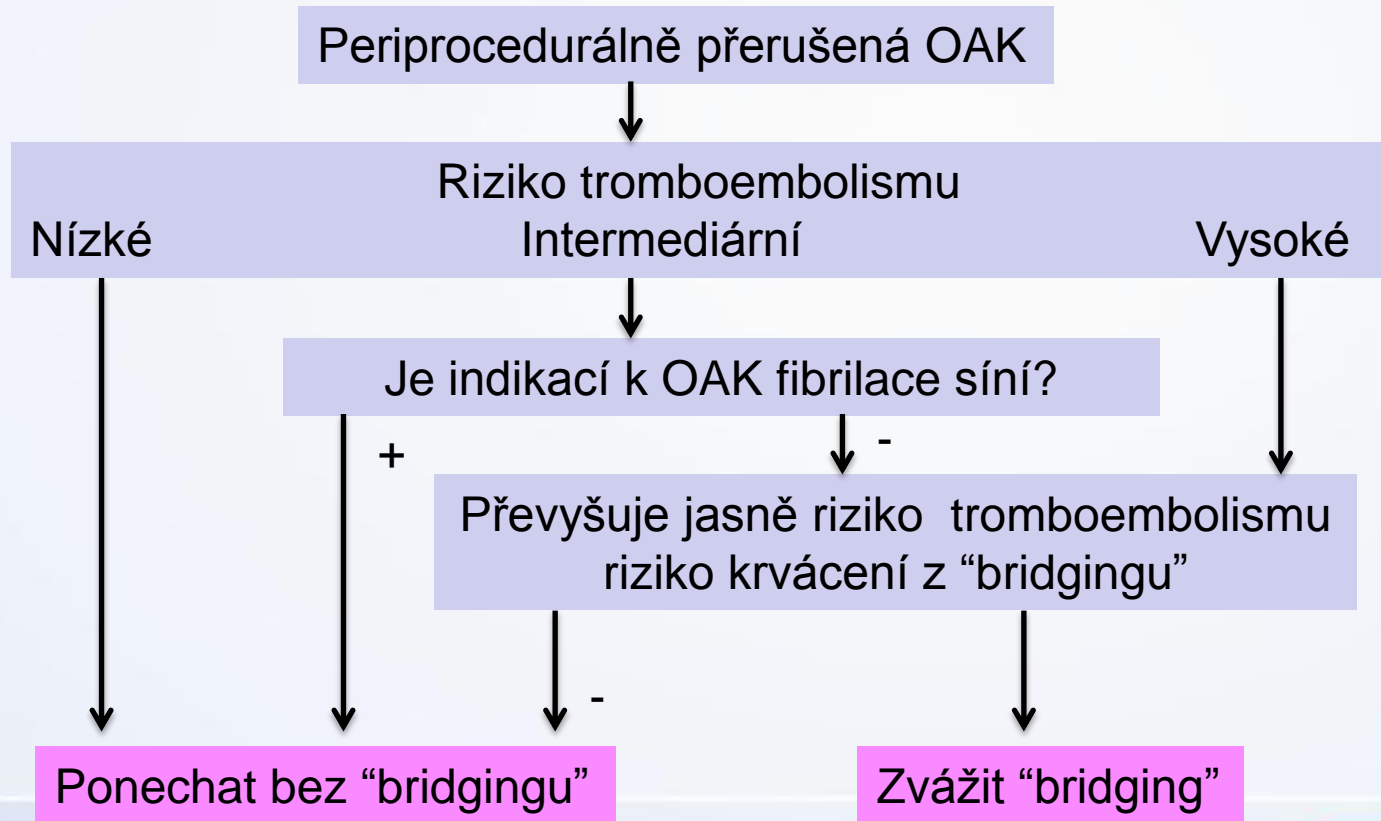 Periprocedurálně přerušená OAK
Riziko tromboembolismu
Nízké Intermediární Vysoké
Je indikací k OAK fibrilace síní?
+
-
Převyšuje jasně riziko tromboembolismu
riziko krvácení z “bridgingu”
-
Ponechat bez “bridgingu”
Zvážit “bridging”